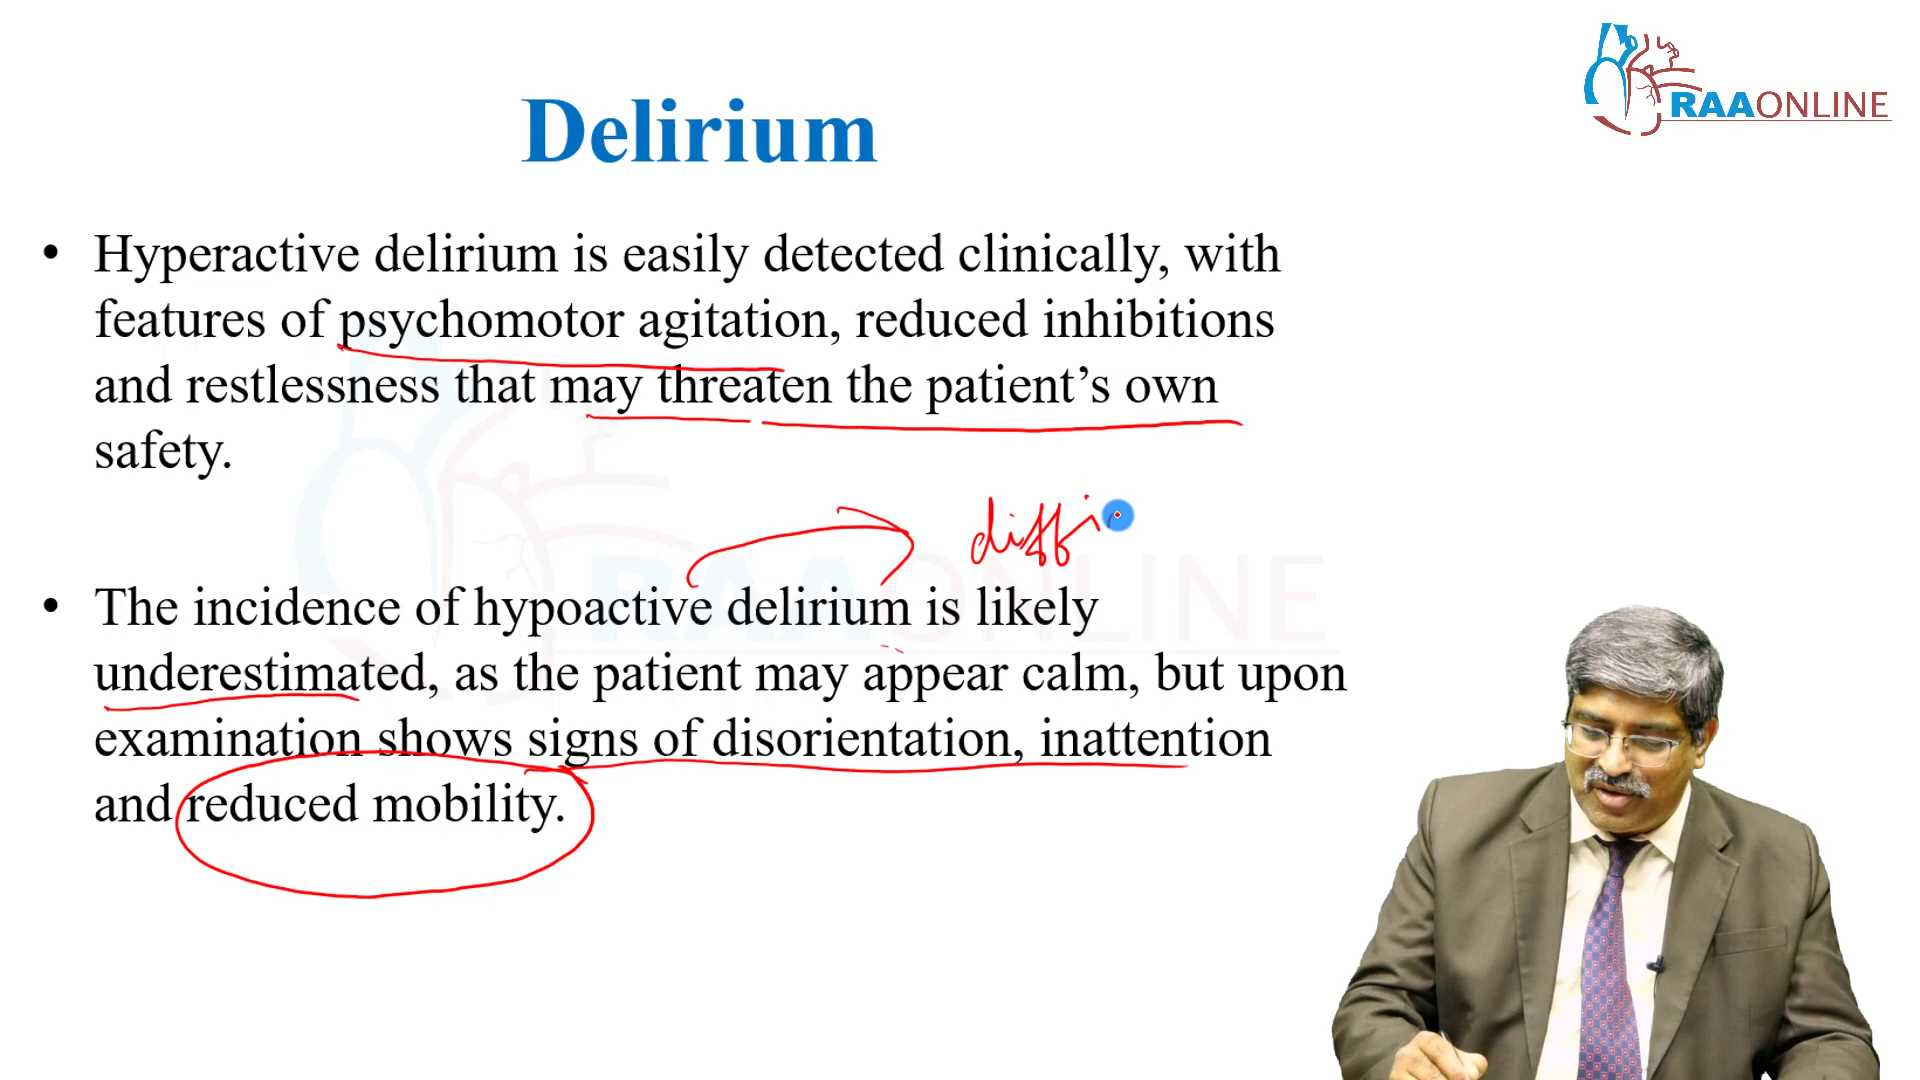 RAAONLINE
Delirium
• Hyperactive delirium is easily detected clinically, with
features of psychomotor agitation, reduced inhibitions
and restlessness that may threaten the patient’s own
safety.
diffi
• The incidence of hypoactive delirium is likely
underestimated, as the patient may appear calm, but upon
examination shows signs of disorientation, inattention
and reduced mobility.
RAAONLINE